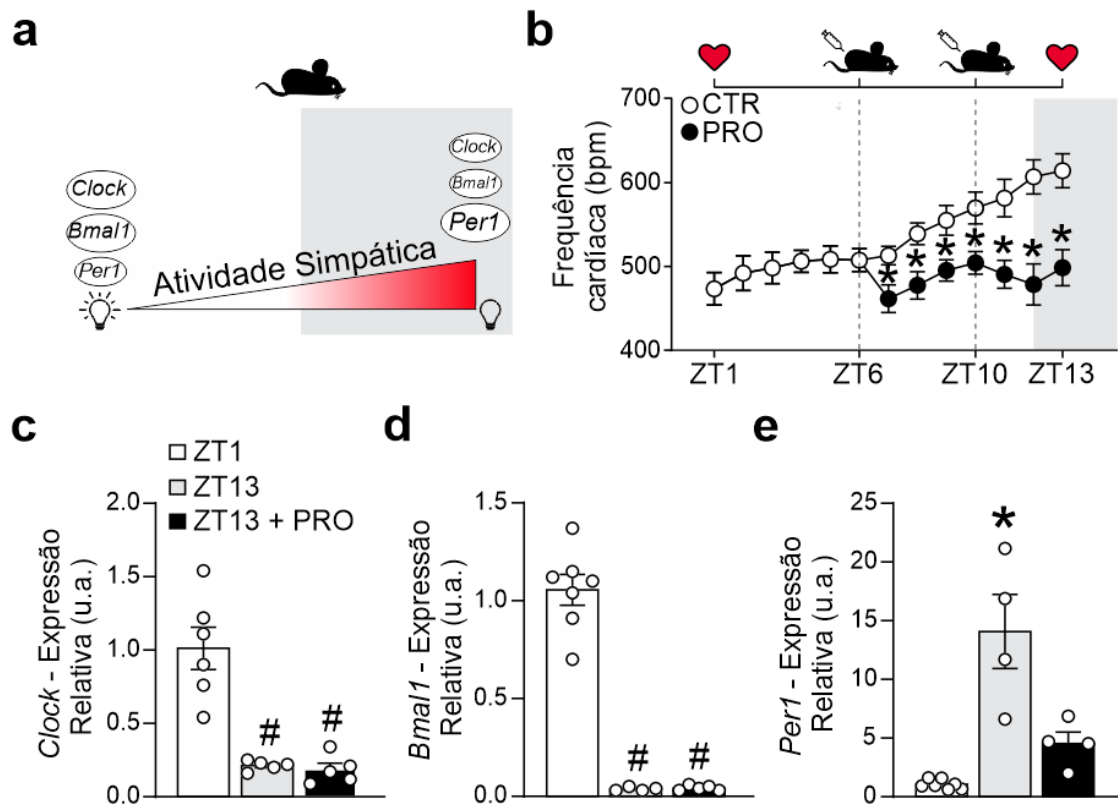 a
Clock
Bmal1
Per1
Atividade Simpática
Clock
Bmal1
Per1
b
CTR
PRO
Frequência
cardíaca (bpm)
700
600
500
400
* * * * * * *
ZT1 ZT6 ZT10 ZT13
c
ZT1
ZT13
ZT13 + PRO
Clock - Expressão
Relativa (u.a.)
2.0
1.5
1.0
0.5
0.0
# #
d
Bmal1 - Expressão
Relativa (u.a.)
1.5
1.0
0.5
0.0
# #
e
Per1 - Expressão
Relativa (u.a.)
25
20
15
10
5
0
*